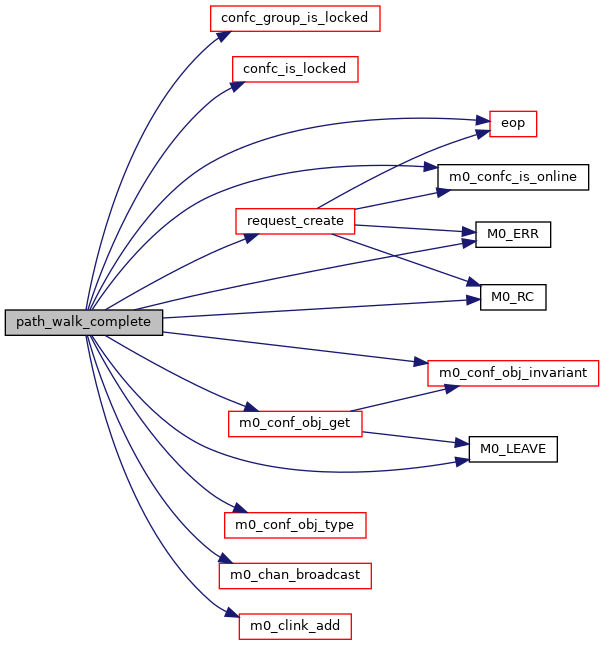 confc_group_is_locked
confc_is_locked
eop
m0_confc_is_online
request_create
M0_ERR
M0_RC
path_walk_complete
m0_conf_obj_invariant
m0_conf_obj_get
M0_LEAVE
m0_conf_obj_type
m0_chan_broadcast
m0_clink_add